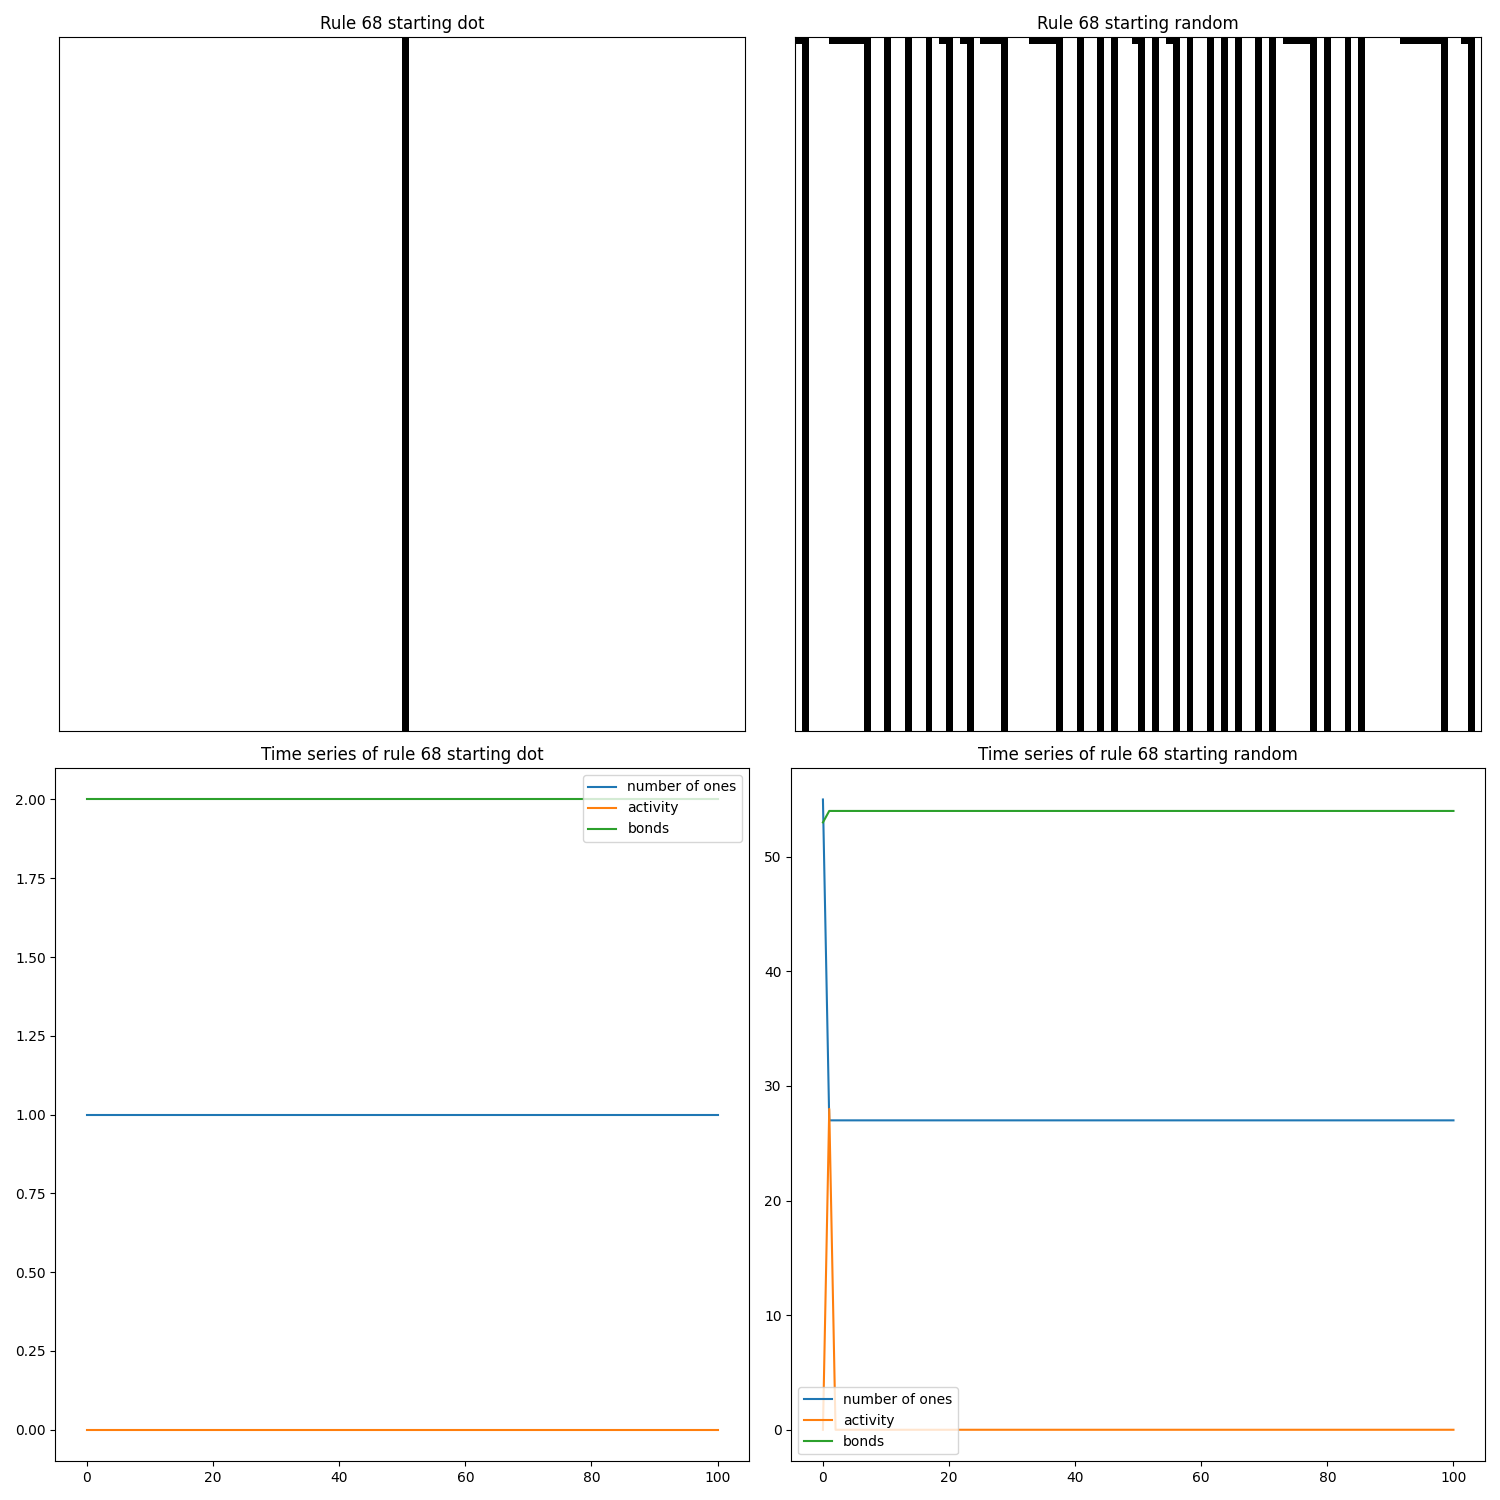 Rule 68 starting dot
Rule 68 starting random
Time series of rule 68 starting dot
2.00
1.75
1.50
1.25
1.00
0.75
0.50
0.25
0.00
0 20 40 60 80 100
number of ones
activity
bonds
Time series of rule 68 starting random
50
40
30
20
10
0
0 20 40 60 80 100
number of ones
activity
bonds